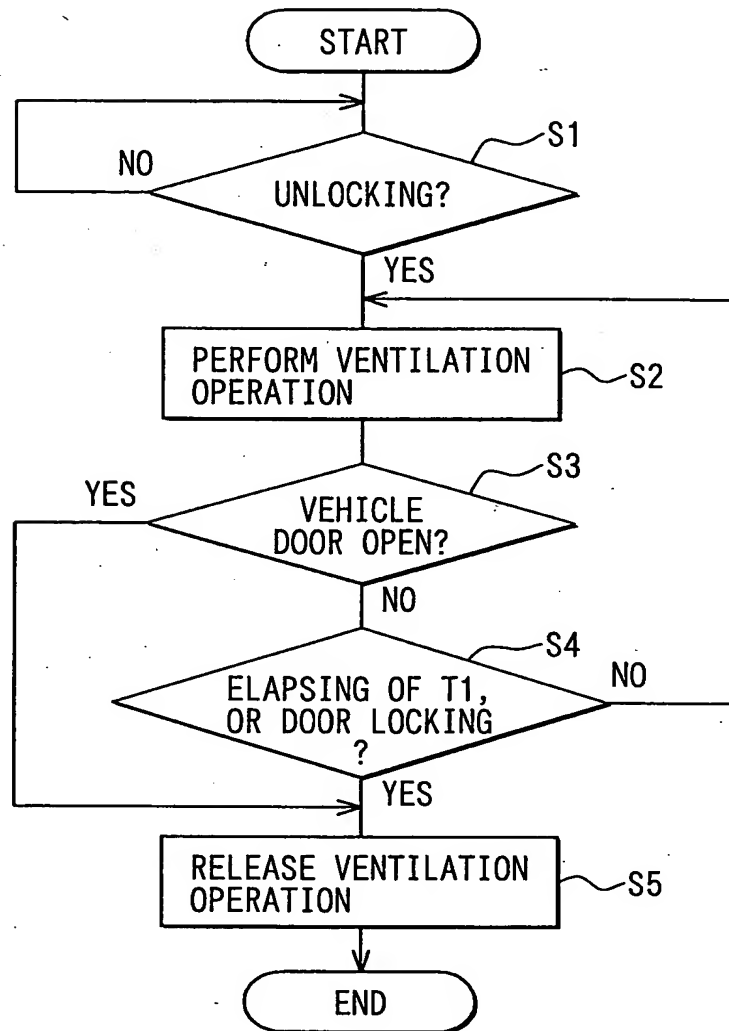 START
S1
NO
UNLOCKING?
YES
PERFORM VENTILATION
OPERATION
S2
S3
YES
VEHICLE
DOOR OPEN?
NO
S4
NO
ELAPSING OF T1,
OR DOOR LOCKING
?
YES
RELEASE VENTILATION
OPERATION
S5
END